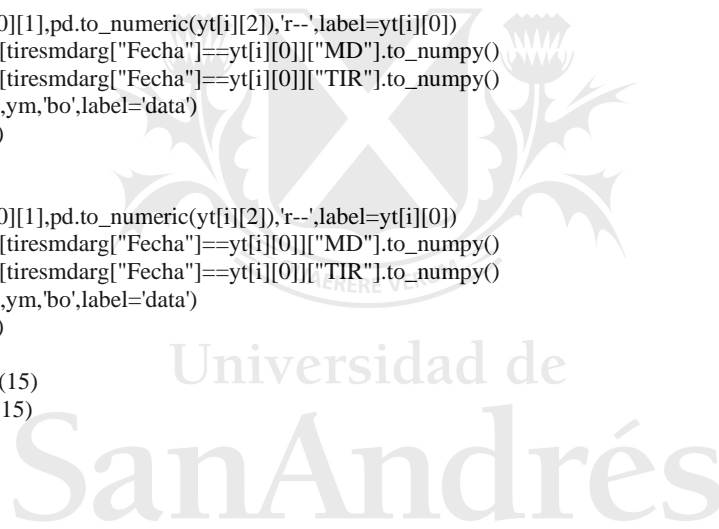 0][1],pd.to_numeric(yt[i][2]),'r--',label=yt[i][0])
[tiresmdarg["Fecha"]==yt[i][0]]["MD"].to_numpy()
[tiresmdarg["Fecha"]==yt[i][0]]["TIR"].to_numpy()
,ym,'bo',label='data')
)
0][1],pd.to_numeric(yt[i][2]),'r--',label=yt[i][0])
[tiresmdarg["Fecha"]==yt[i][0]]["MD"].to_numpy()
[tiresmdarg["Fecha"]==yt[i][0]]["TIR"].to_numpy()
,ym,'bo',label='data')
)
(15)
15)
Universidad de
SanAndrés